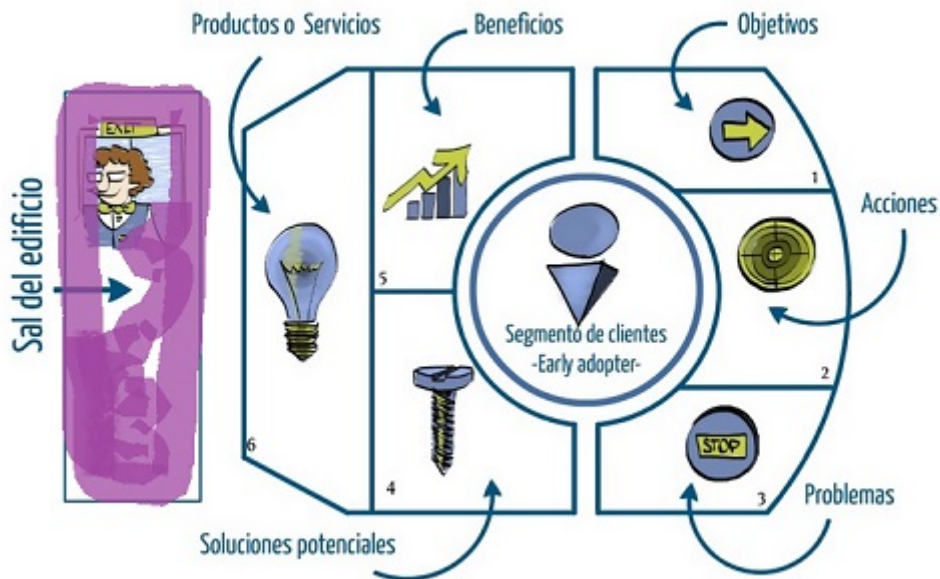 Productos o Servicios
Beneficios
Objetivos
EXIT
Sal del edificio
1
Acciones
5
Segmento de clientes
-Early adopter-
2
STOP
6
4
3
Problemas
Soluciones potenciales